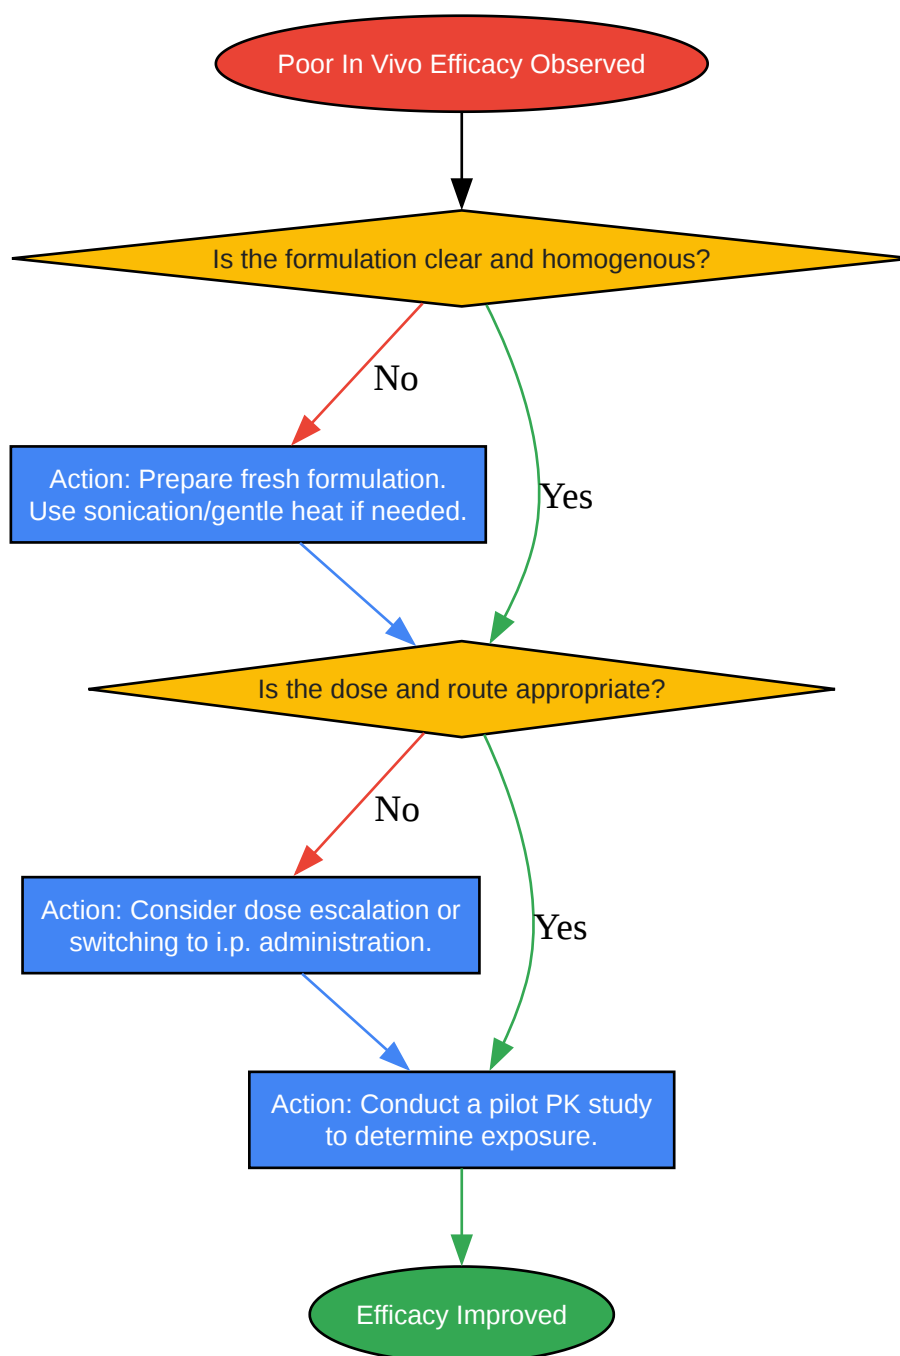 Poor In Vivo Efficacy Observed
Is the formulation clear and homogenous?
No
Action: Prepare fresh formulation.
Use sonication/gentle heat if needed.
Yes
Is the dose and route appropriate?
No
Action: Consider dose escalation or
switching to i.p. administration.
Yes
Action: Conduct a pilot PK study
to determine exposure.
Efficacy Improved